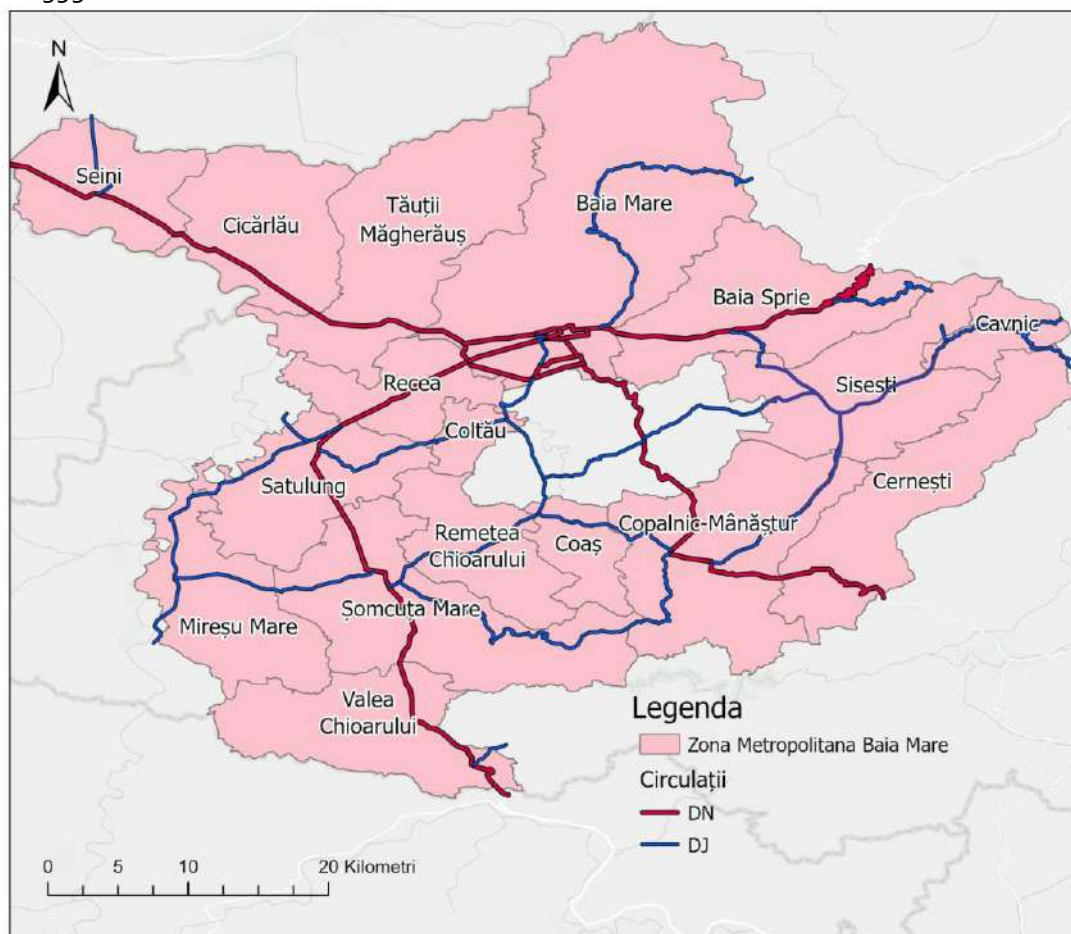 N
Seini
Cicărlău
Tăuții
Măgherăuș
Baia Mare
Baia Sprie
Cavnic
Recea
Sisești
Coltău
Satulung
Cernești
Copalnic-Mănăștur
Remetea
Chioarului
Coaș
Șomcuța Mare
Mireșu Mare
Valea
Chioarului
Legenda
Zona Metropolitana Baia Mare
Circulații
DN
DJ
0 5 10 20 Kilometri